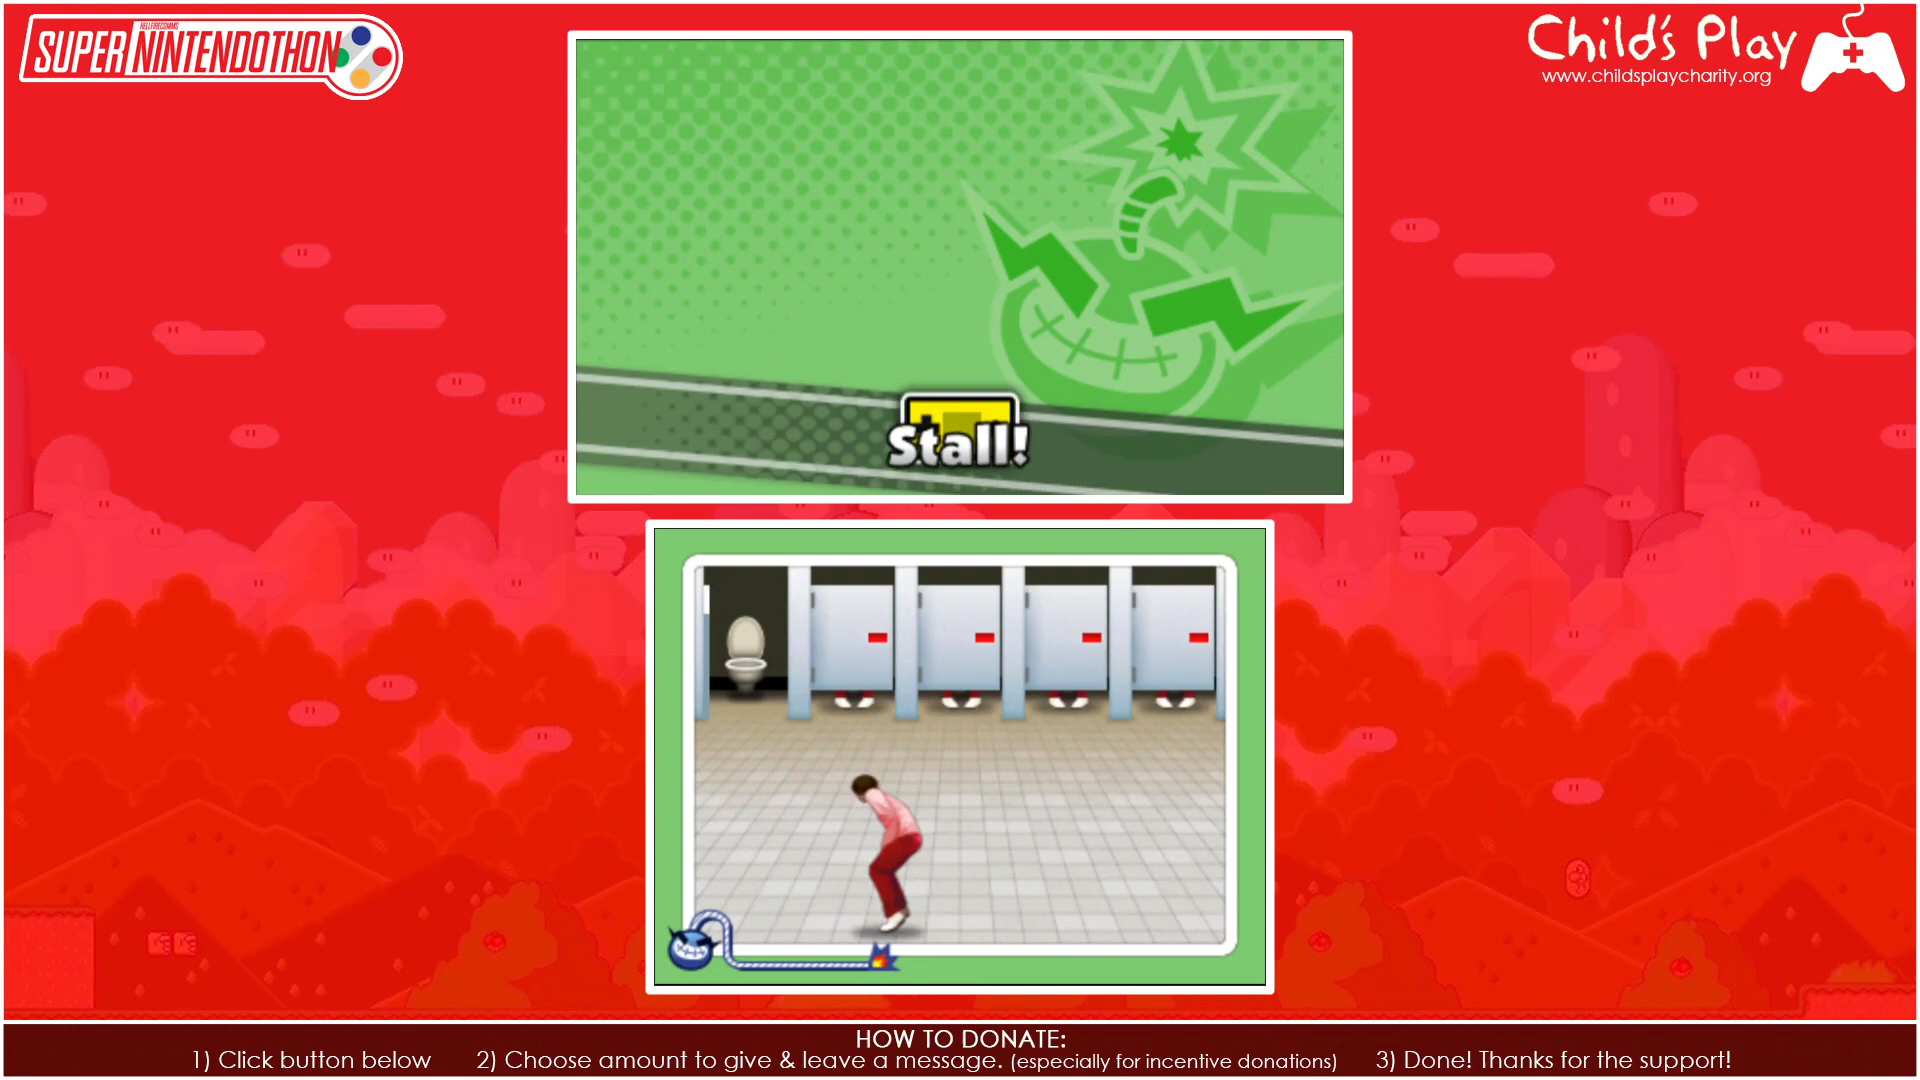 HELLFIRECOMMS
SUPER NINTENDOTHON
Child's Play
www.childsplaycharity.org
Stall!
HOW TO DONATE:
1) Click button below 2) Choose amount to give & leave a message. (especially for incentive donations) 3) Done! Thanks for the support!